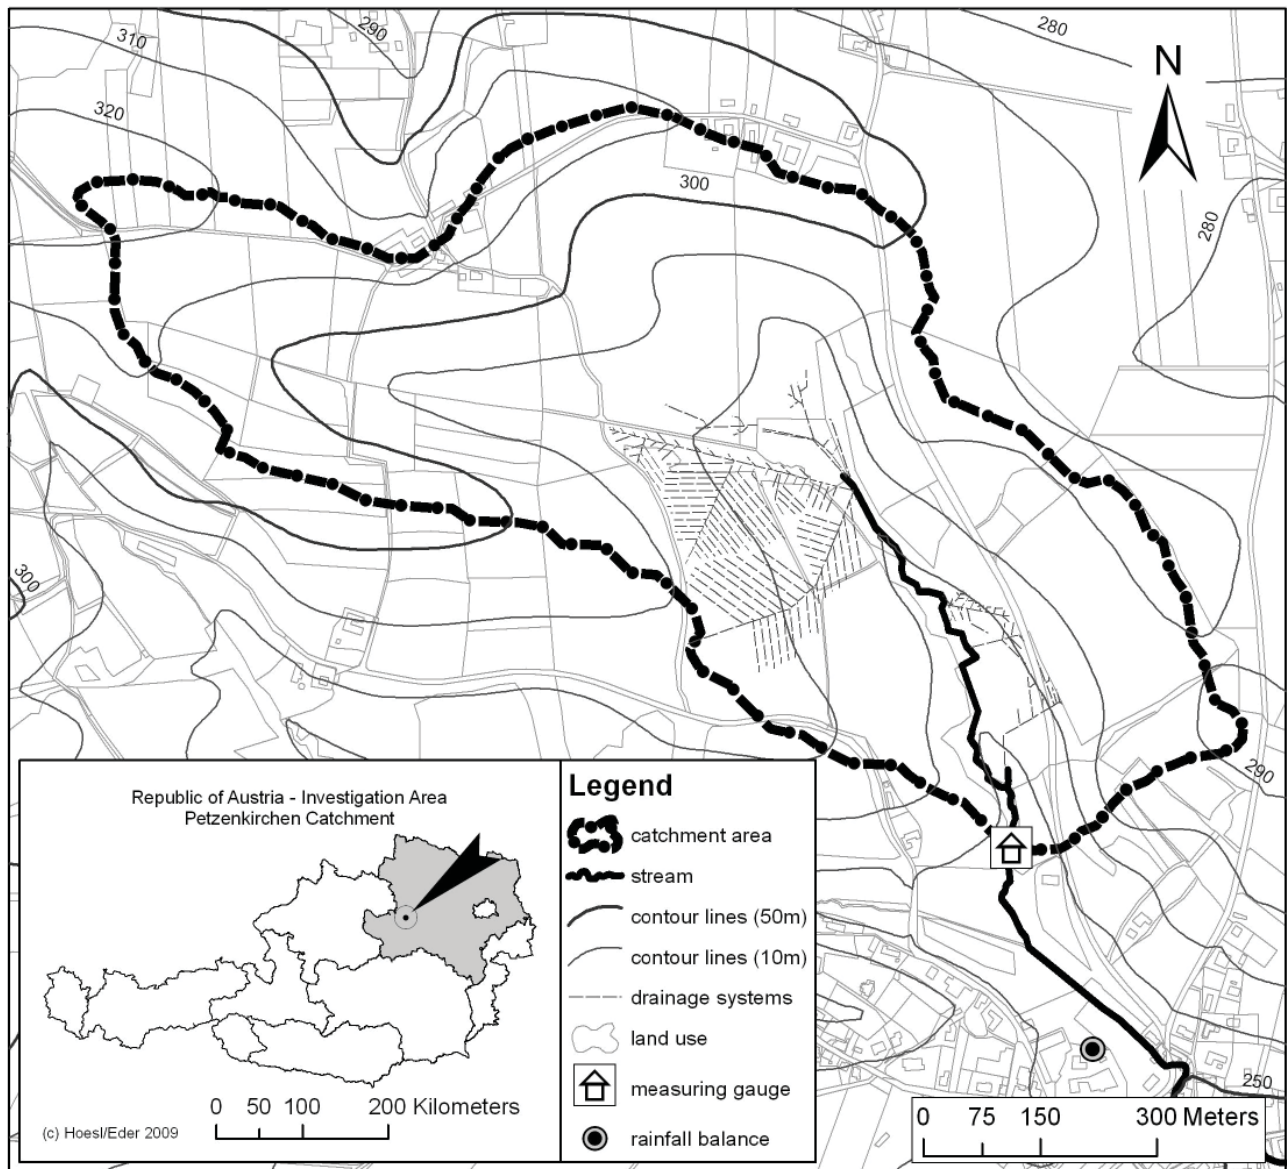 310
290
280
N
320
300
280
300
290
250
Republic of Austria - Investigation Area
Petzenkirchen Catchment
0 50 100 200 Kilometers
(c) Hoesl/Eder 2009
Legend
catchment area
stream
contour lines (50m)
contour lines (10m)
drainage systems
land use
measuring gauge
rainfall balance
0 75 150 300 Meters